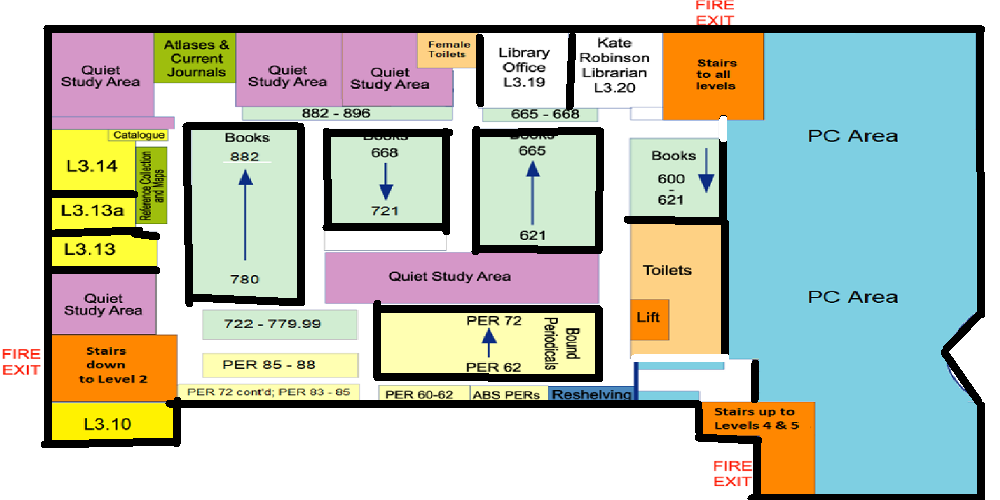 FIRE
EXIT
Quiet
Study Area
Atlases &
Current
Journals
Quiet
Study Area
Quiet
Study Area
Female
Toilets
Library
Office
L3.19
Kate
Robinson
Librarian
L3.20
Stairs
to all
levels
PC Area
882 - 896
665 - 668
Catalogue
L3.14
Reference Collection
and Maps
L3.13a
L3.13
Books
882
780
Books
668
721
Books
665
621
Books
600
-
621
Quiet
Study Area
Quiet Study Area
Toilets
Lift
PC Area
722 - 779.99
PER 72
PER 62
Bound
Periodicals
FIRE
EXIT
Stairs
down
to Level 2
PER 85 - 88
PER 72 cont'd; PER 83 - 85
PER 60-62
ABS PERs
Reshelving
L3.10
Stairs up to
Levels 4 & 5
FIRE
EXIT